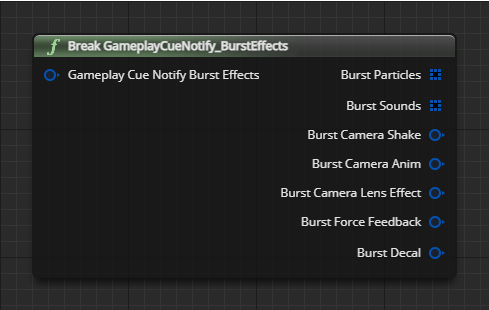 f Break GameplayCueNotify_BurstEffects
Gameplay Cue Notify Burst Effects
Burst Particles
Burst Sounds
Burst Camera Shake
Burst Camera Anim
Burst Camera Lens Effect
Burst Force Feedback
Burst Decal